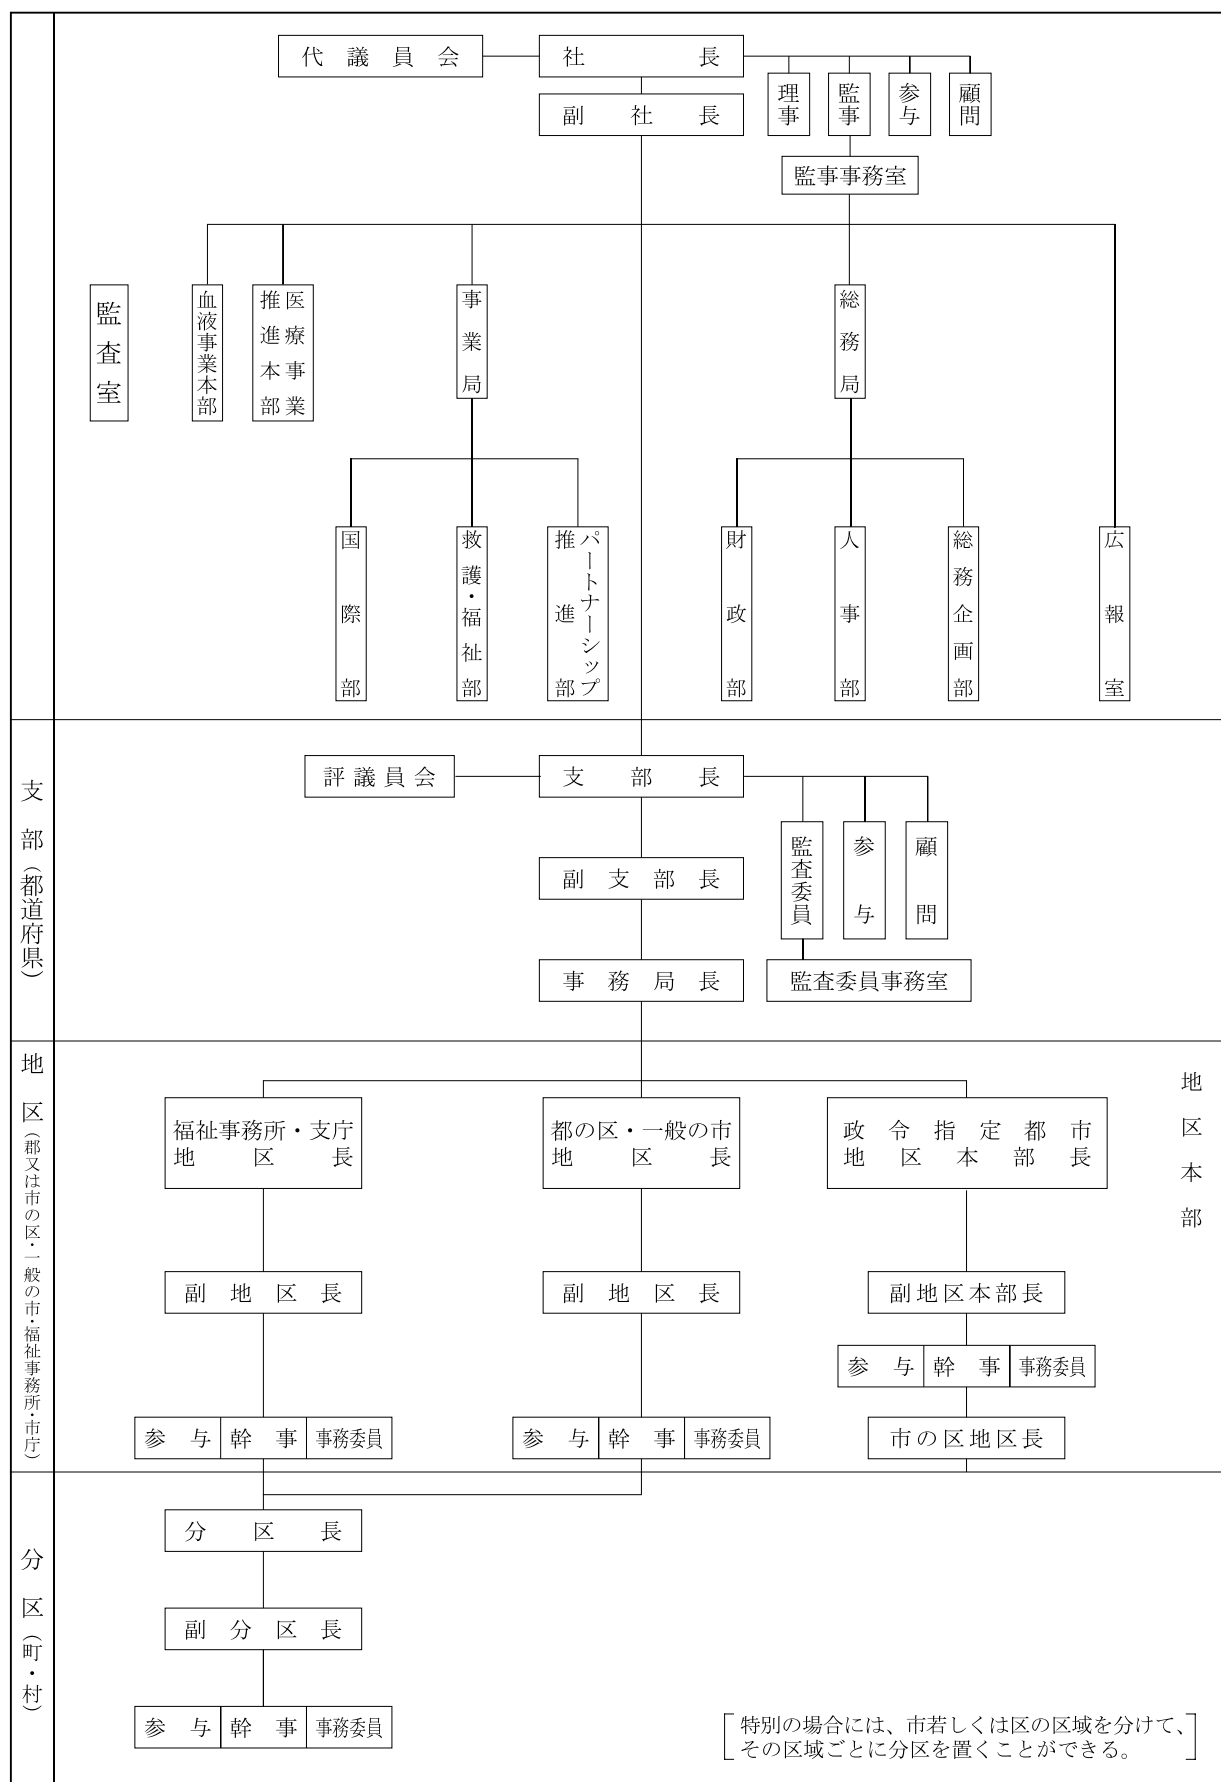 代議員会
社長
理事
監事
参与
顧問
副社長
監事事務室
監査室
血液事業本部
医療事業
推進本部
事業局
総務局
国際部
救護・福祉部
パートナーシップ
推進部
財政部
人事部
総務企画部
広報室
支部（都道府県）
評議員会
支部長
監査委員
参与
顧問
副支部長
事務局長
監査委員事務室
地区（郡又は市の区・一般の市・福祉事務所・市庁）
地区本部
福祉事務所・支庁
地区長
都の区・一般の市
地区長
政令指定都市
地区本部長
副地区長
副地区長
副地区本部長
参与 幹事 事務委員
参与 幹事 事務委員
参与 幹事 事務委員
市の区地区長
分区（町・村）
分区長
副分区長
参与 幹事 事務委員
特別の場合には、市若しくは区の区域を分けて、
その区域ごとに分区を置くことができる。